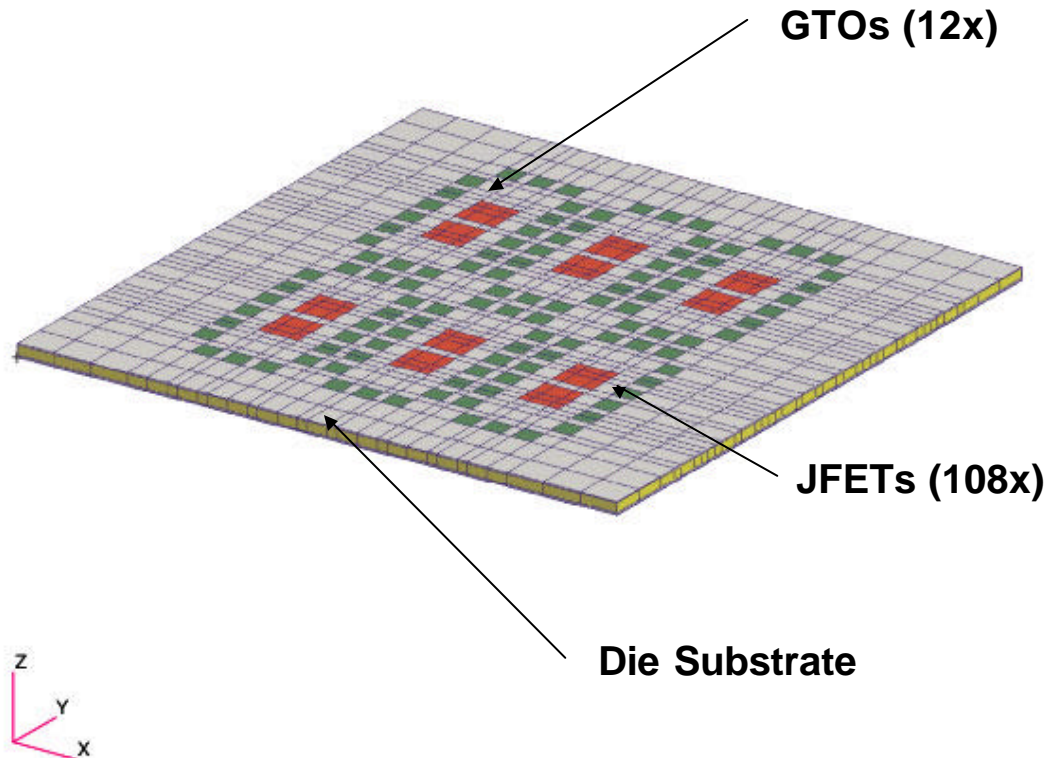 GTOs (12x)
JFETs (108x)
Die Substrate
Z
Y
X